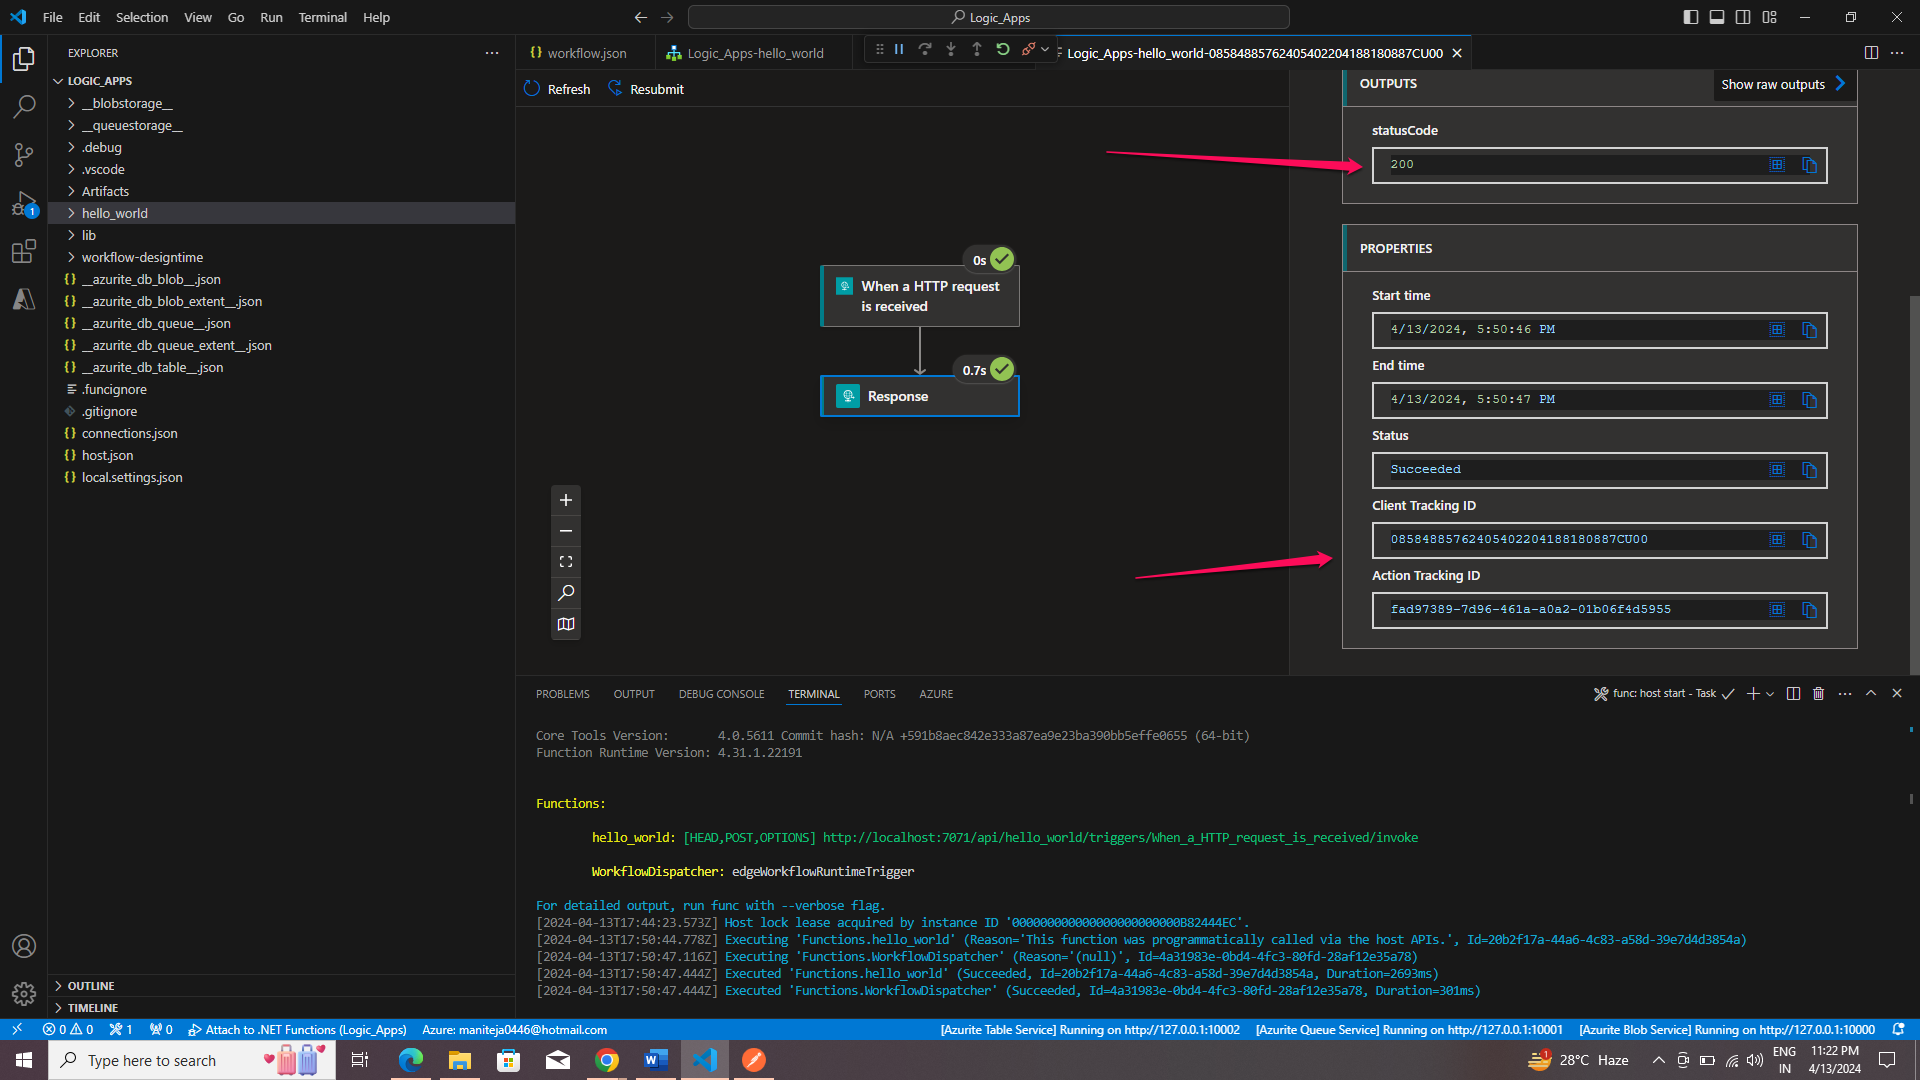 File Edit Selection View Go Run Terminal Help
Logic_Apps
EXPLORER
LOGIC_APPS
__blobstorage__
__queuestorage__
.debug
.vscode
Artifacts
hello_world
lib
workflow-designtime
__azurite_db_blob__.json
__azurite_db_blob_extent__.json
__azurite_db_queue__.json
__azurite_db_queue_extent__.json
__azurite_db_table__.json
.funcignore
.gitignore
connections.json
host.json
local.settings.json
OUTLINE
TIMELINE
workflow.json
Logic_Apps-hello_world
Logic_Apps-hello_world-08584885762405402204188180887CU00
Refresh Resubmit
0s
When a HTTP request
is received
0.7s
Response
OUTPUTS
Show raw outputs
statusCode
200
PROPERTIES
Start time
4/13/2024, 5:50:46 PM
End time
4/13/2024, 5:50:47 PM
Status
Succeeded
Client Tracking ID
08584885762405402204188180887CU00
Action Tracking ID
fad97389-7d96-461a-a0a2-01b06f4d5955
PROBLEMS OUTPUT DEBUG CONSOLE TERMINAL PORTS AZURE
func: host start - Task
Core Tools Version: 4.0.5611 Commit hash: N/A +591b8aec842e333a87ea9e23ba390bb5effe0655 (64-bit)
Function Runtime Version: 4.31.1.22191
Functions:
hello_world: [HEAD,POST,OPTIONS] http://localhost:7071/api/hello_world/triggers/When_a_HTTP_request_is_received/invoke
WorkflowDispatcher: edgeWorkflowRuntimeTrigger
For detailed output, run func with --verbose flag.
[2024-04-13T17:44:23.573Z] Host lock lease acquired by instance ID '000000000000000000000000B82444EC'.
[2024-04-13T17:50:44.778Z] Executing 'Functions.hello_world' (Reason='This function was programmatically called via the host APIs.', Id=20b2f17a-44a6-4c83-a58d-39e7d4d3854a)
[2024-04-13T17:50:47.116Z] Executing 'Functions.WorkflowDispatcher' (Reason='(null)', Id=4a31983e-0bd4-4fc3-80fd-28af12e35a78)
[2024-04-13T17:50:47.444Z] Executed 'Functions.hello_world' (Succeeded, Id=20b2f17a-44a6-4c83-a58d-39e7d4d3854a, Duration=2693ms)
[2024-04-13T17:50:47.444Z] Executed 'Functions.WorkflowDispatcher' (Succeeded, Id=4a31983e-0bd4-4fc3-80fd-28af12e35a78, Duration=301ms)
0 0 1 0 Attach to .NET Functions (Logic_Apps) Azure: maniteja0446@hotmail.com
[Azurite Table Service] Running on http://127.0.0.1:10002 [Azurite Queue Service] Running on http://127.0.0.1:10001 [Azurite Blob Service] Running on http://127.0.0.1:10000
Type here to search
28°C Haze
ENG
IN
11:22 PM
4/13/2024